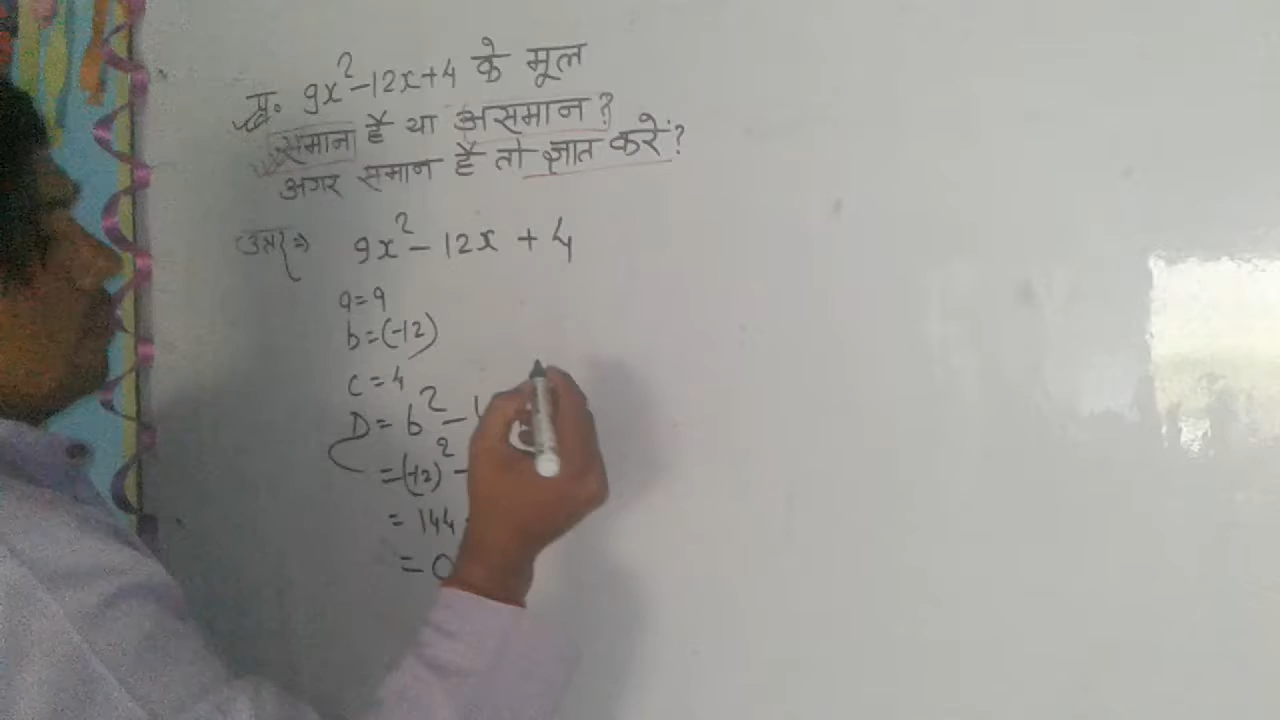 प्र. 9x²-12x+4 के मूल
समान है या असमान?
अगर समान है तो ज्ञात करें?
उत्तर ⇒ 9x² - 12x + 4
a = 9
b = (-12)
c = 4
D = b² -
= (-12)² -
= 144
= 0